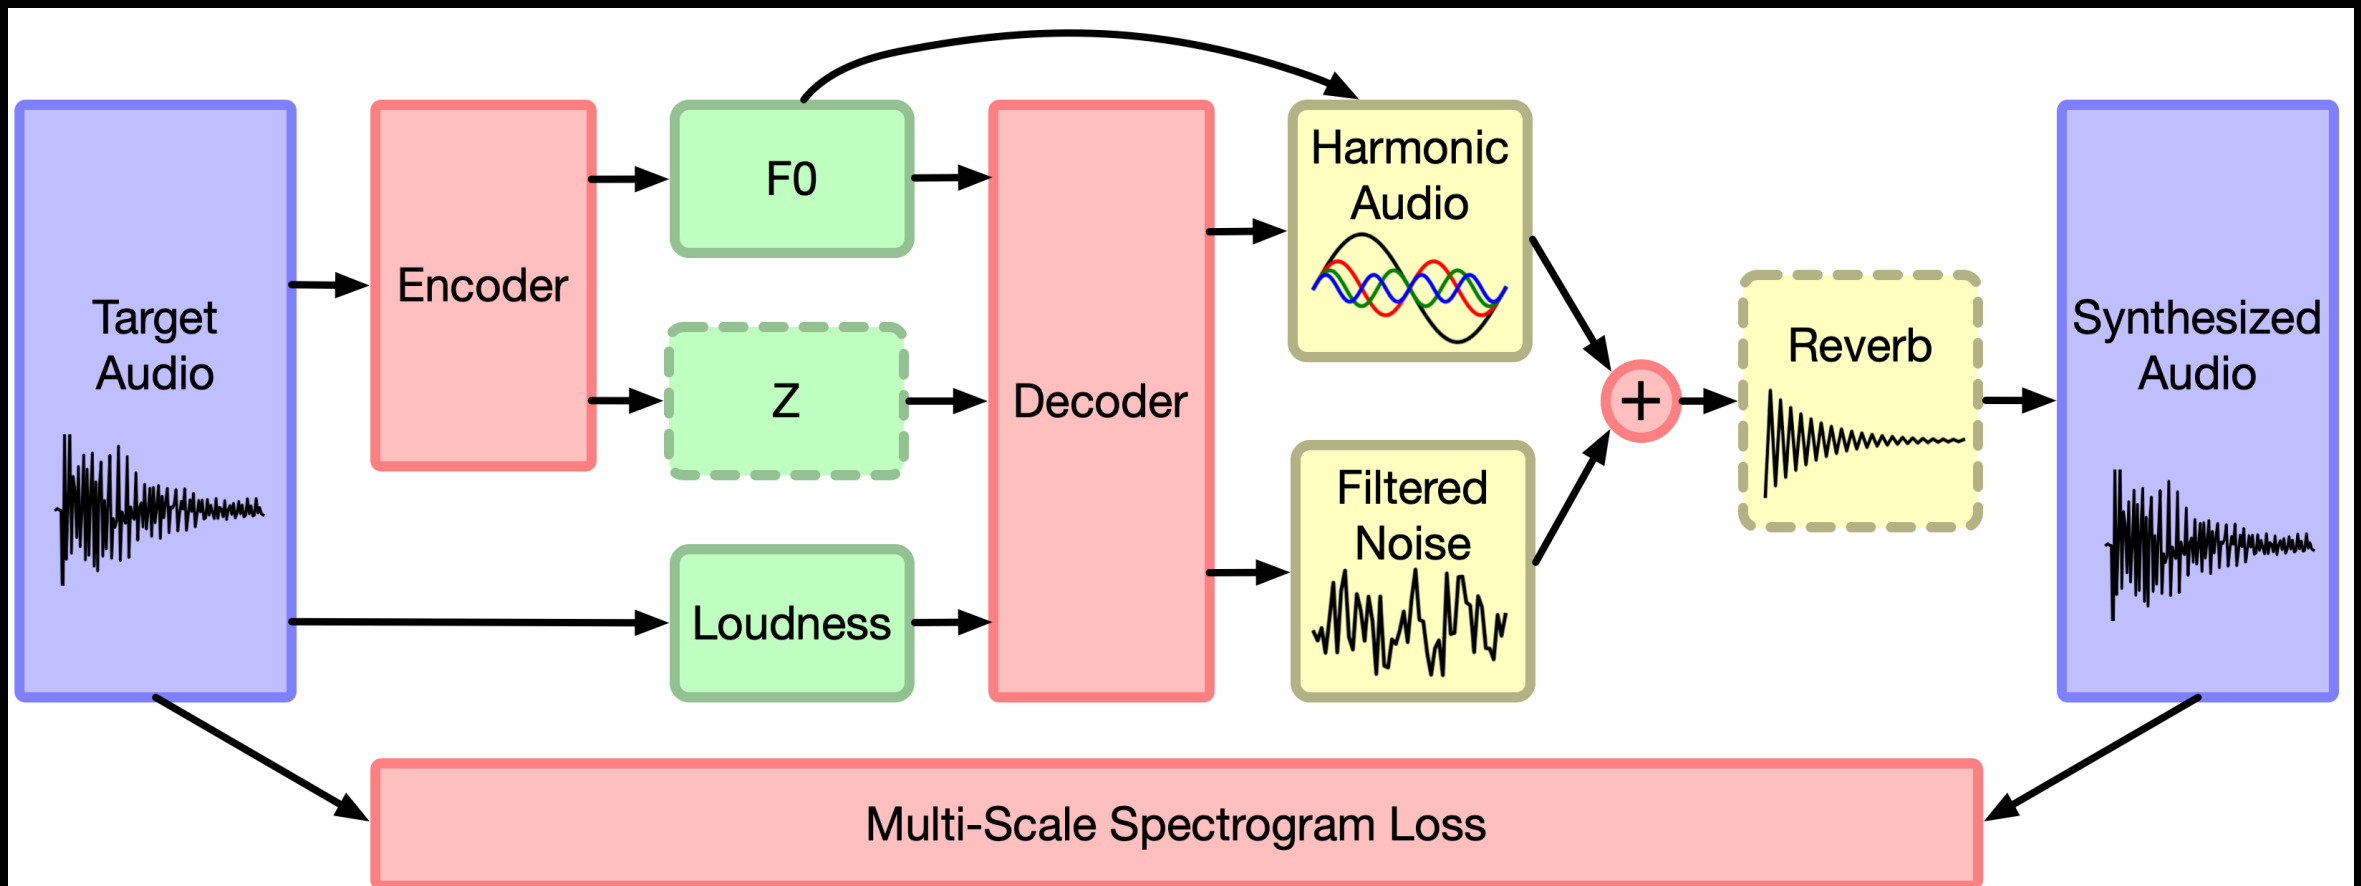 Target
Audio
Encoder
F0
Z
Loudness
Decoder
Harmonic
Audio
Filtered
Noise
+
Reverb
Synthesized
Audio
Multi-Scale Spectrogram Loss